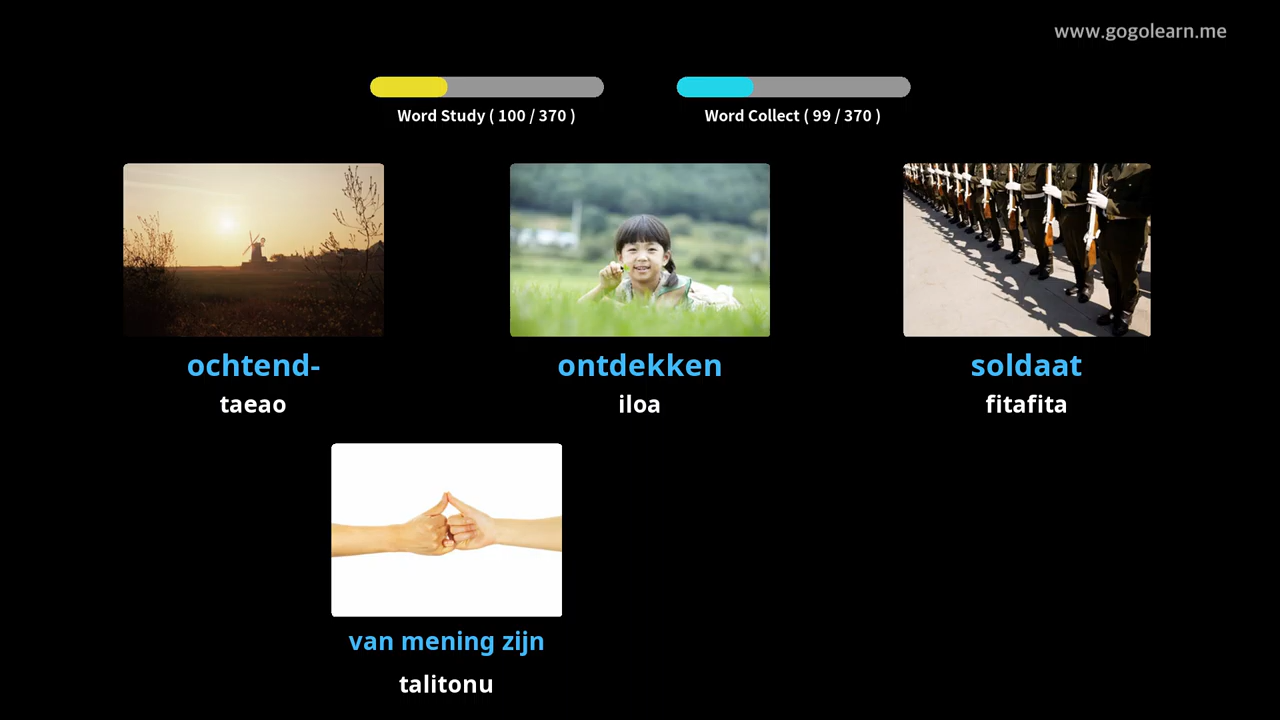 www.gogolearn.me
Word Study ( 100 / 370 )
Word Collect ( 99 / 370 )
ochtend-
taeao
ontdekken
iloa
soldaat
fitafita
van mening zijn
talitonu